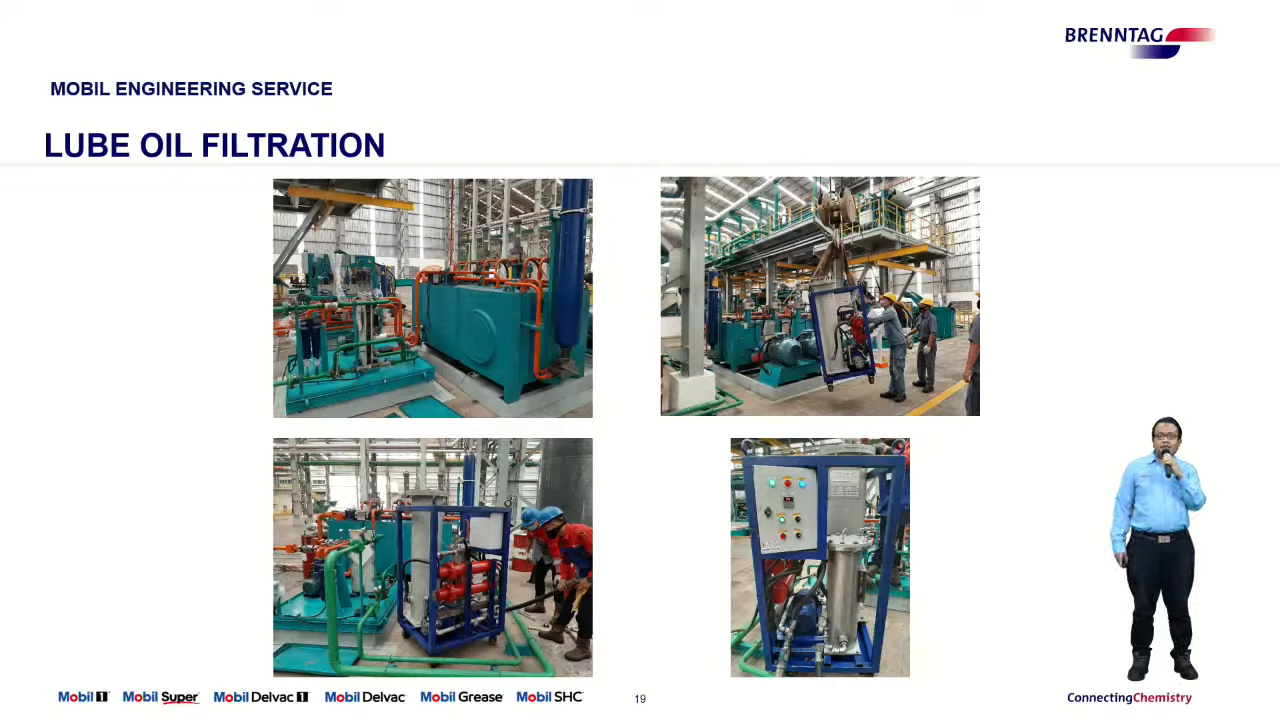 BRENNTAG
MOBIL ENGINEERING SERVICE
LUBE OIL FILTRATION
Mobil 1 Mobil Super Mobil Delvac 1 Mobil Delvac Mobil Grease Mobil SHC
19
ConnectingChemistry